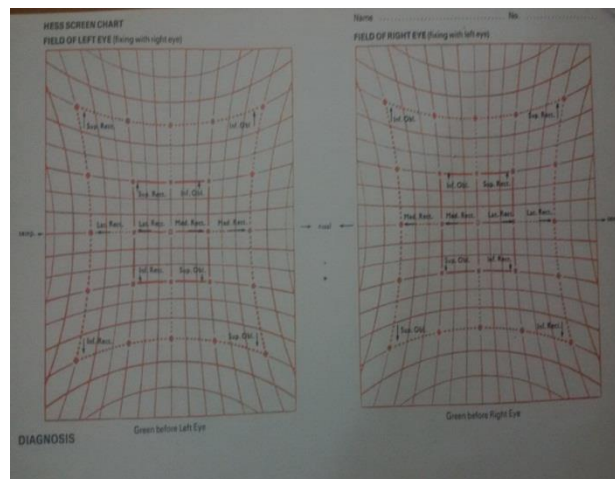 HESS SCREEN CHART
FIELD OF LEFT EYE (fixing with right eye)
Sup. Rect. Inf. Obl.
Sup. Rect. Inf. Obl.
Lat. Rect. Lat. Rect. Med. Rect. Med. Rect.
Inf. Rect. Sup. Obl.
Inf. Rect. Sup. Obl.
Green before Left Eye
DIAGNOSIS
Name No.
FIELD OF RIGHT EYE (fixing with left eye)
Inf. Obl. Sup. Rect.
Inf. Obl. Sup. Rect.
Med. Rect. Med. Rect. Lat. Rect. Lat. Rect.
Sup. Obl. Inf. Rect.
Sup. Obl. Inf. Rect.
Green before Right Eye